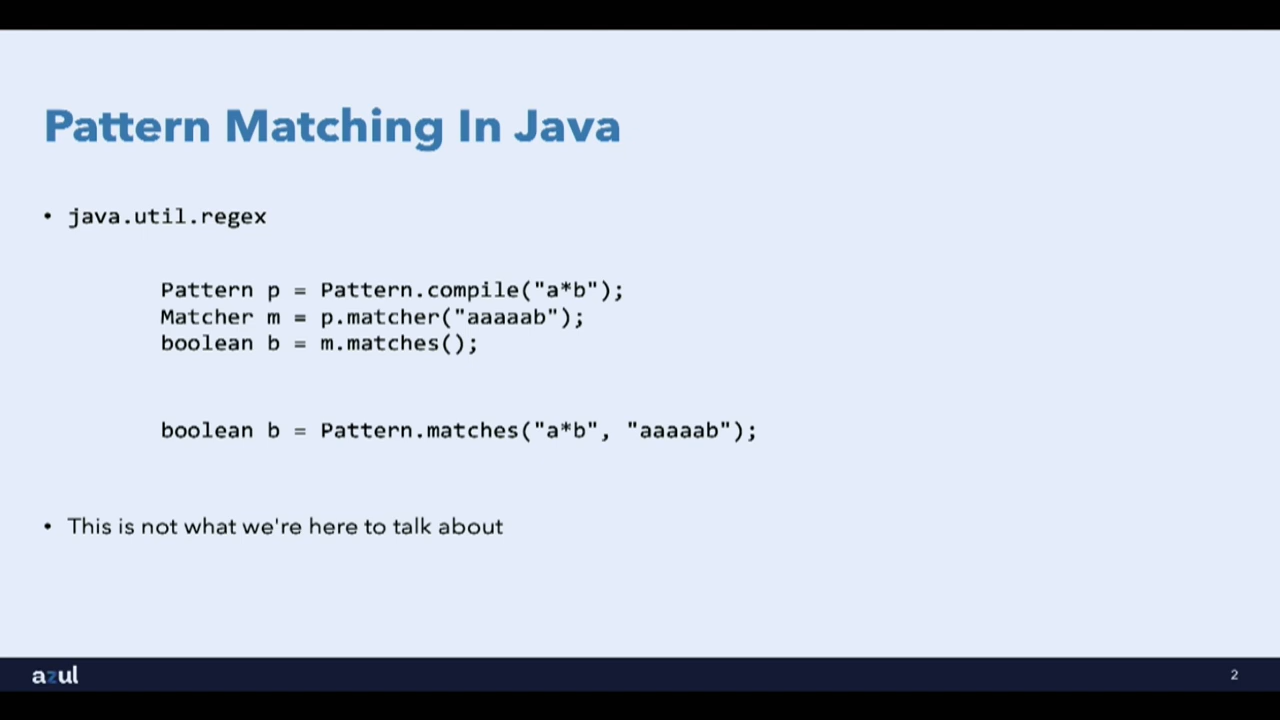 Pattern Matching In Java
• java.util.regex
Pattern p = Pattern.compile("a*b");
Matcher m = p.matcher("aaaaab");
boolean b = m.matches();
boolean b = Pattern.matches("a*b", "aaaaab");
• This is not what we're here to talk about
azul
2